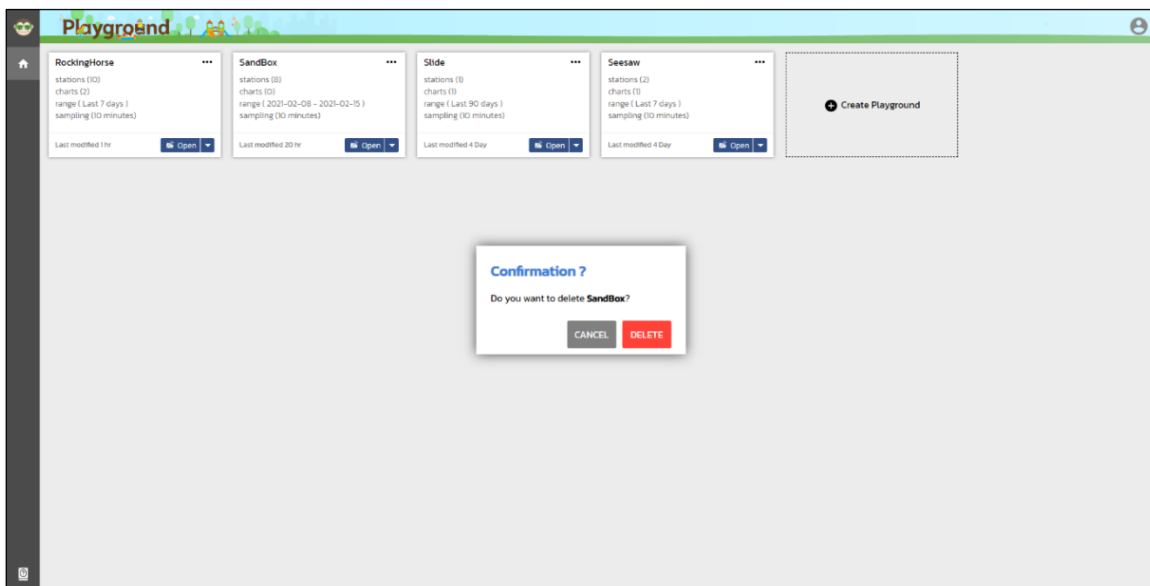 Playground
RockingHorse
stations (10)
charts (2)
range ( Last 7 days )
sampling (10 minutes)
Last modified 1 hr
Open
SandBox
stations (8)
charts (0)
range ( 2021-02-08 - 2021-02-15 )
sampling (10 minutes)
Last modified 20 hr
Open
Slide
stations (1)
charts (1)
range ( Last 90 days )
sampling (10 minutes)
Last modified 4 Day
Open
Seesaw
stations (2)
charts (1)
range ( Last 7 days )
sampling (10 minutes)
Last modified 4 Day
Open
Create Playground
Confirmation ?
Do you want to delete SandBox?
CANCEL DELETE